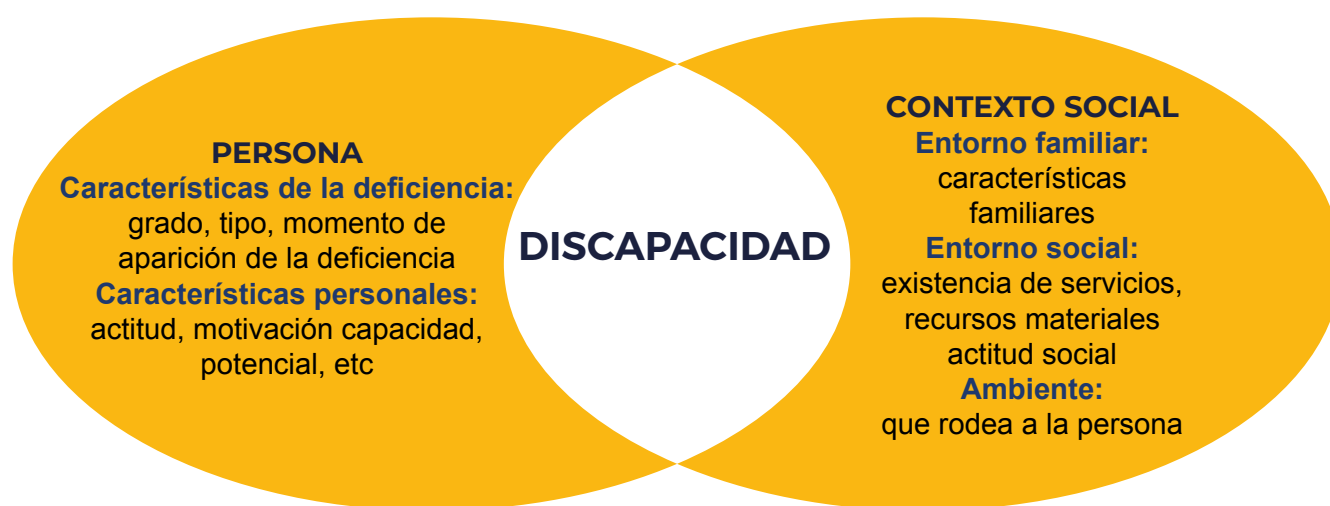 PERSONA
Características de la deficiencia:
grado, tipo, momento de
aparición de la deficiencia
Características personales:
actitud, motivación capacidad,
potencial, etc
DISCAPACIDAD
CONTEXTO SOCIAL
Entorno familiar:
características
familiares
Entorno social:
existencia de servicios,
recursos materiales
actitud social
Ambiente:
que rodea a la persona